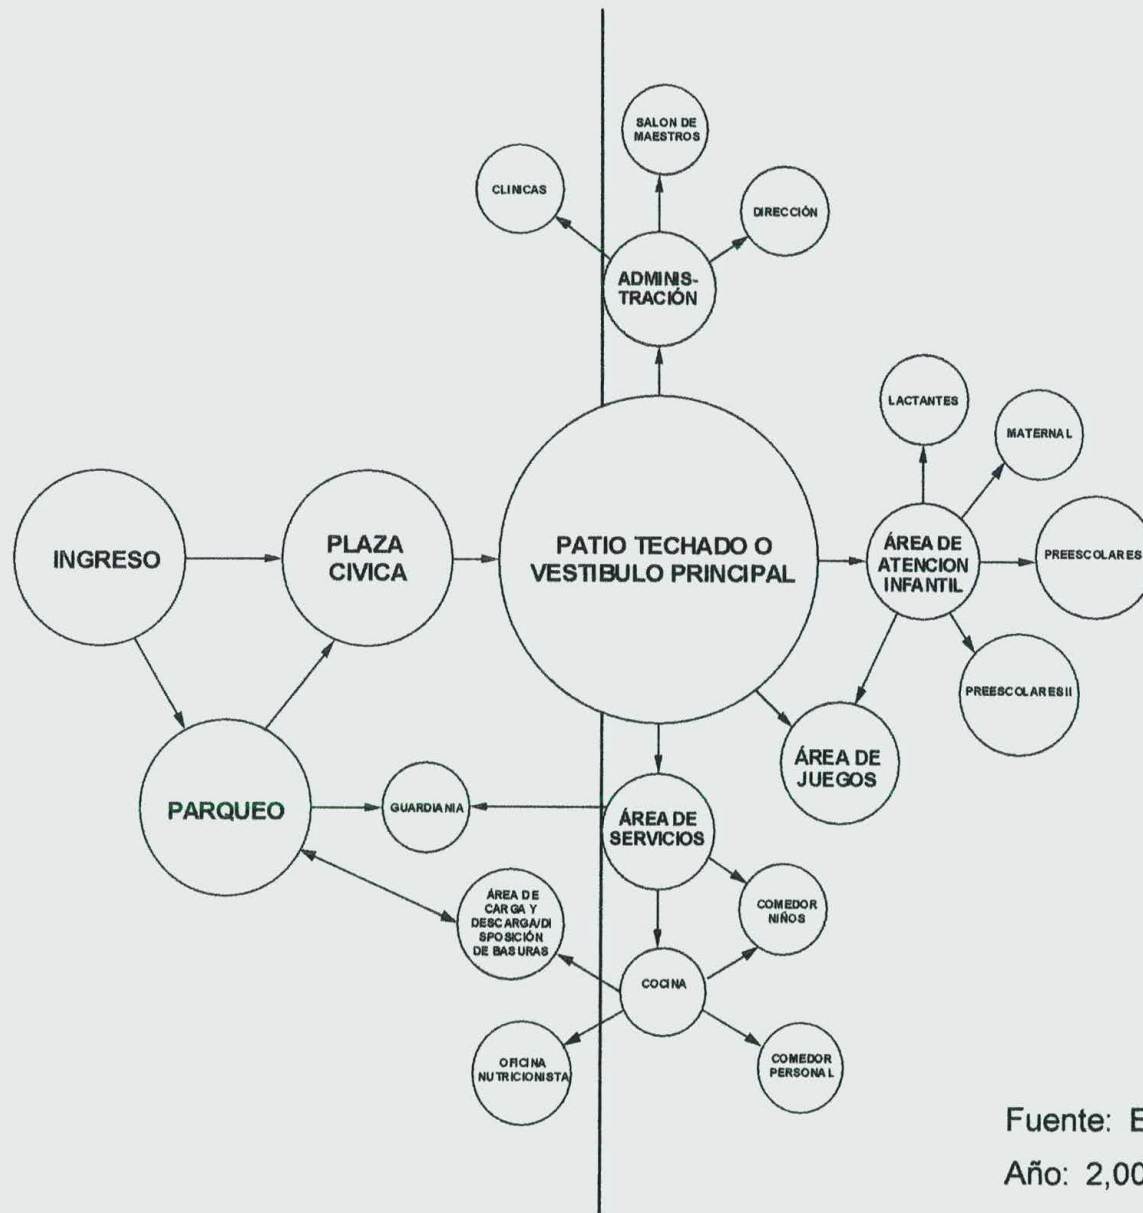 SALON DE
MAESTROS
CLINICAS
DIRECCIÓN
ADMINIS-
TRACIÓN
LACTANTES
MATERNAL
INGRESO
PLAZA
CIVICA
PATIO TECHADO O
VESTIBULO PRINCIPAL
ÁREA DE
ATENCION
INFANTIL
PREESCOLARES
PREESCOLARES II
ÁREA DE
JUEGOS
PARQUEO
GUARDIANIA
ÁREA DE
SERVICIOS
ÁREA DE
CARGA Y
DESCARGA/DI
SPOSICIÓN
DE BASURAS
COMEDOR
NIÑOS
COCINA
OFICINA
NUTRICIONISTA
COMEDOR
PERSONAL
Fuente: E
Año: 2,00